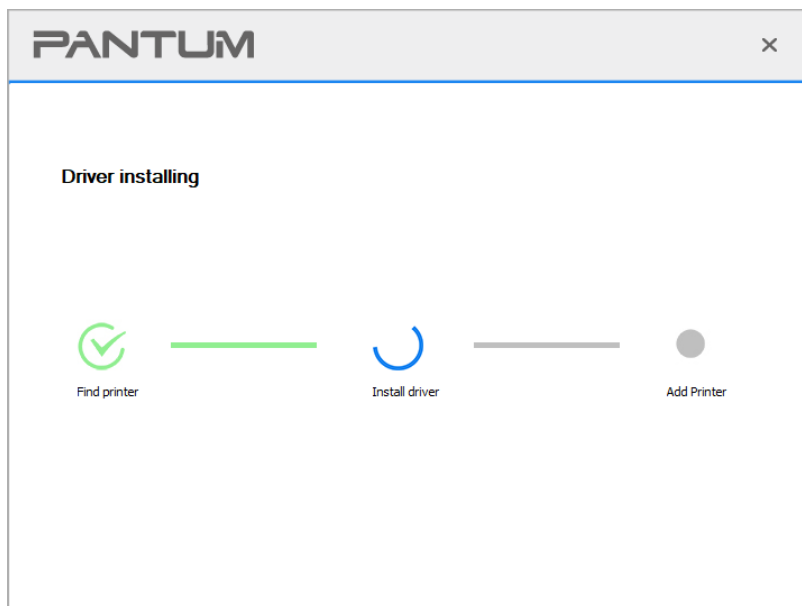 PANTUM
Driver installing
Find printer
Install driver
Add Printer